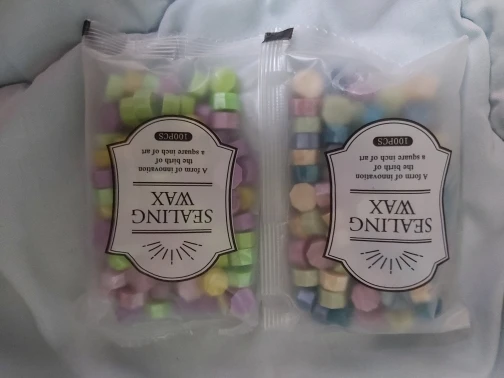 SEALING
WAX
A form of innovation
the birth of
a square inch of art
100PCS
SEALING
WAX
A form of innovation
the birth of
a square inch of art
100PCS